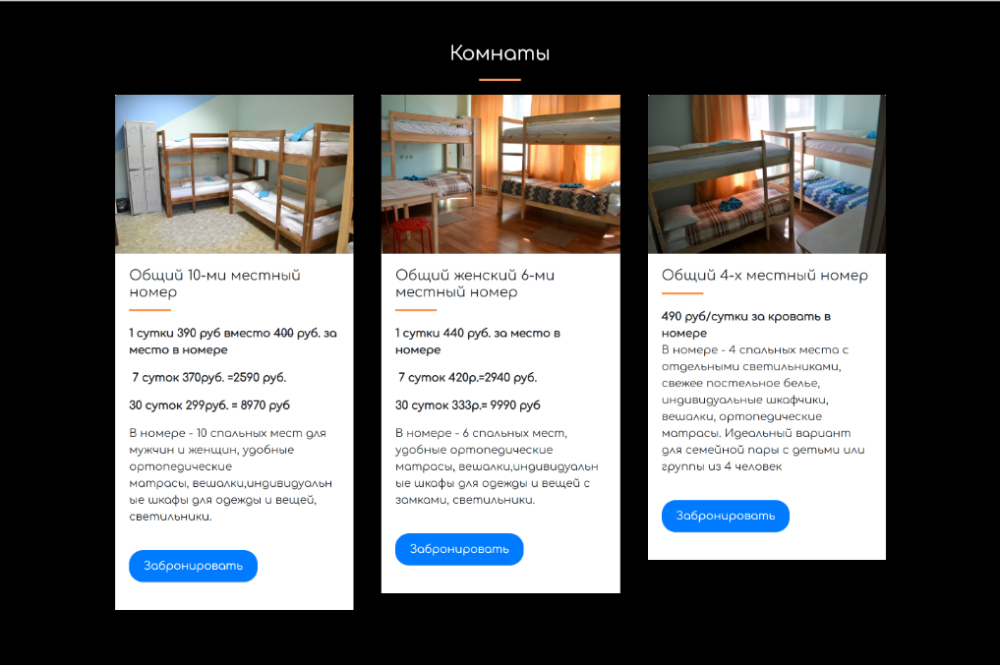 Комнаты
Общий 10-ми местный
номер
1 сутки 390 руб вместо 400 руб. за
место в номере
7 суток 370руб. =2590 руб.
30 суток 299руб. = 8970 руб
В номере - 10 спальных мест для
мужчин и женщин, удобные
ортопедические
матрасы, вешалки,индивидуальн
ые шкафы для одежды и вещей,
светильники.
Забронировать
Общий женский 6-ми
местный номер
1 сутки 440 руб. за место в
номере
7 суток 420р.=2940 руб.
30 суток 333р.= 9990 руб
В номере - 6 спальных мест,
удобные ортопедические
матрасы, вешалки,индивидуальн
ые шкафы для одежды и вещей с
замками, светильники.
Забронировать
Общий 4-х местный номер
490 руб/сутки за кровать в
номере
В номере - 4 спальных места с
отдельными светильниками,
свежее постельное белье,
индивидуальные шкафчики,
вешалки, ортопедические
матрасы. Идеальный вариант
для семейной пары с детьми или
группы из 4 человек
Забронировать